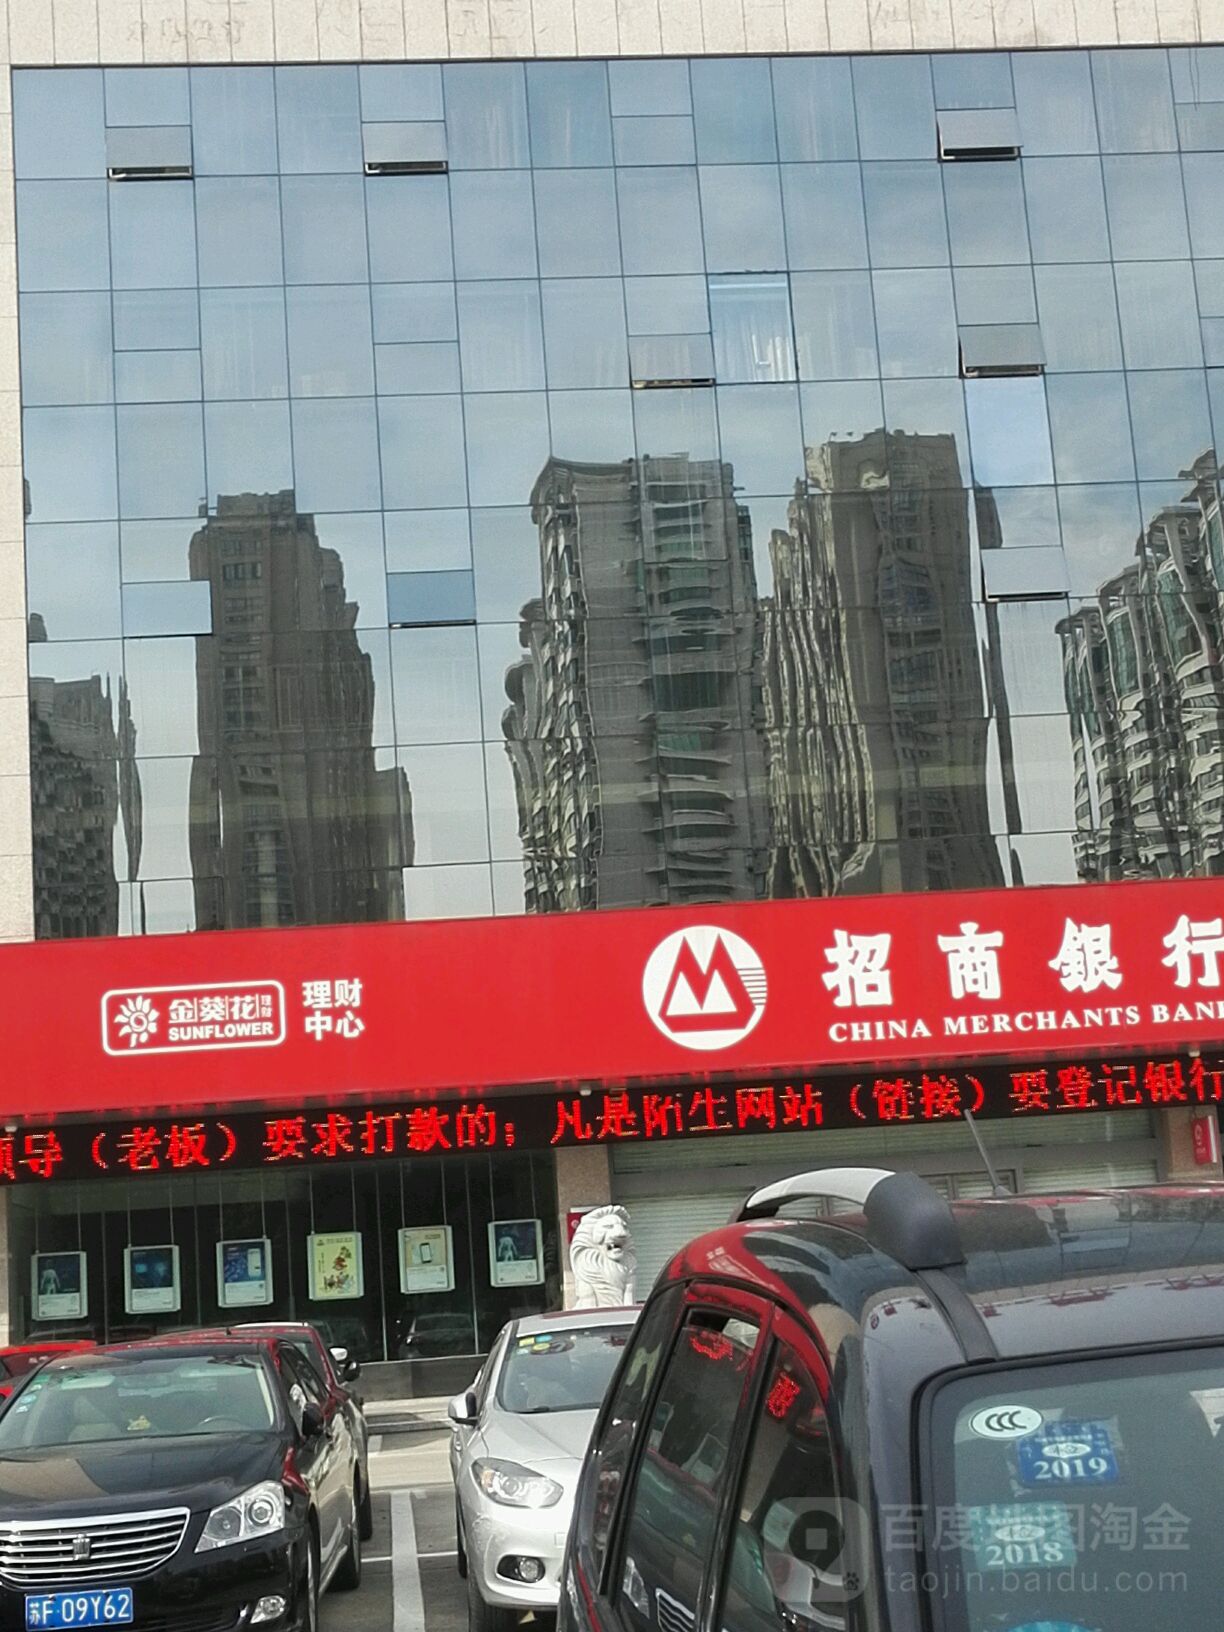 金葵花
理财
SUNFLOWER
理财
中心
招商银行
CHINA MERCHANTS BAN
导（老板）要求打款的；凡是陌生网站（链接）要登记银行
CCC
2019
2018
苏F·09Y62
百度地图淘金
taojin.baidu.com